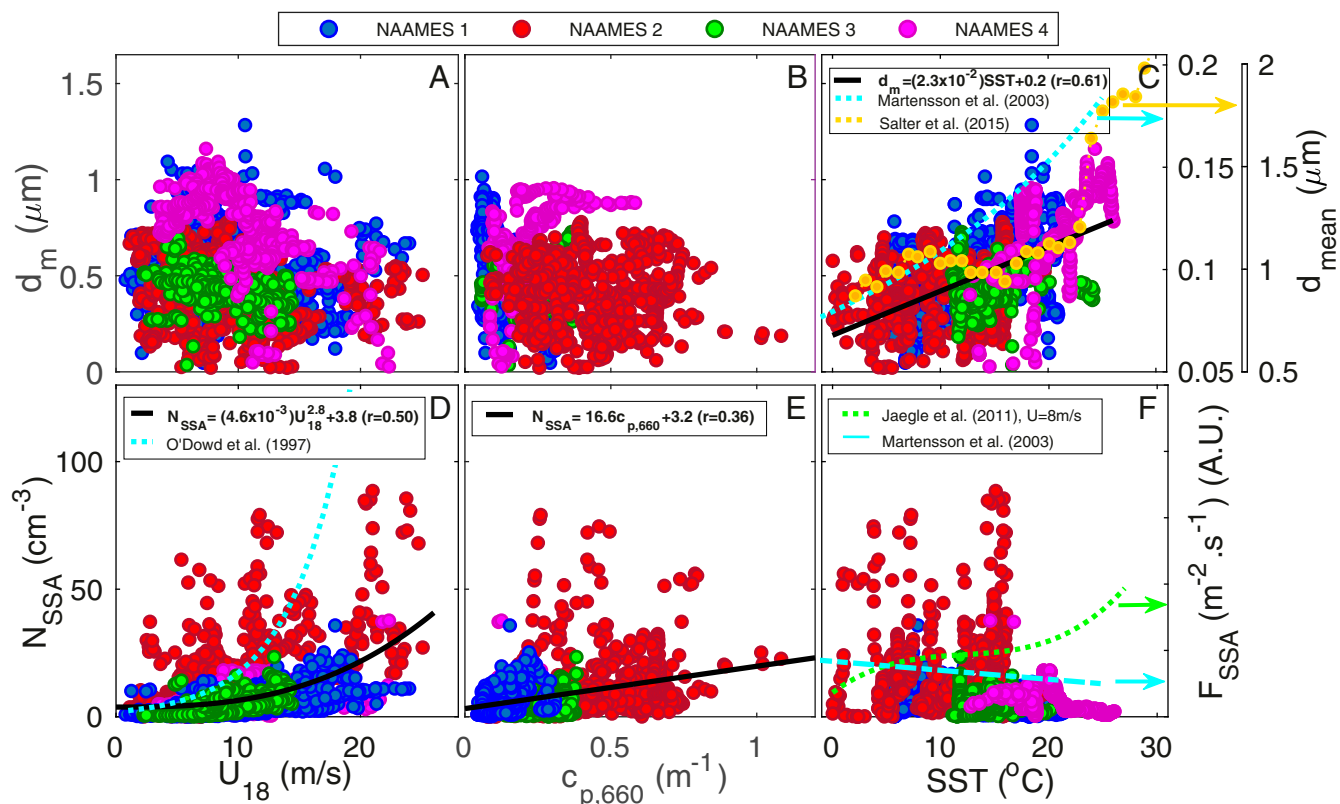 NAAMES 1 NAAMES 2 NAAMES 3 NAAMES 4
A
B
C
d_m=(2.3x10^-2)SST+0.2 (r=0.61)
Martensson et al. (2003)
Salter et al. (2015)
1.5
1
0.5
0
d_m (μm)
0.2
0.15
0.1
0.05
2
1.5
1
0.5
d_mean (μm)
D
N_SSA= (4.6x10^-3)U_18^2.8+3.8 (r=0.50)
O'Dowd et al. (1997)
E
N_SSA= 16.6c_p,660+3.2 (r=0.36)
F
Jaegle et al. (2011), U=8m/s
Martensson et al. (2003)
100
50
0
N_SSA (cm^-3)
F_SSA (m^-2 .s^-1) (A.U.)
0 10 20
U_18 (m/s)
0 0.5 1
c_p,660 (m^-1)
0 10 20 30
SST (°C)